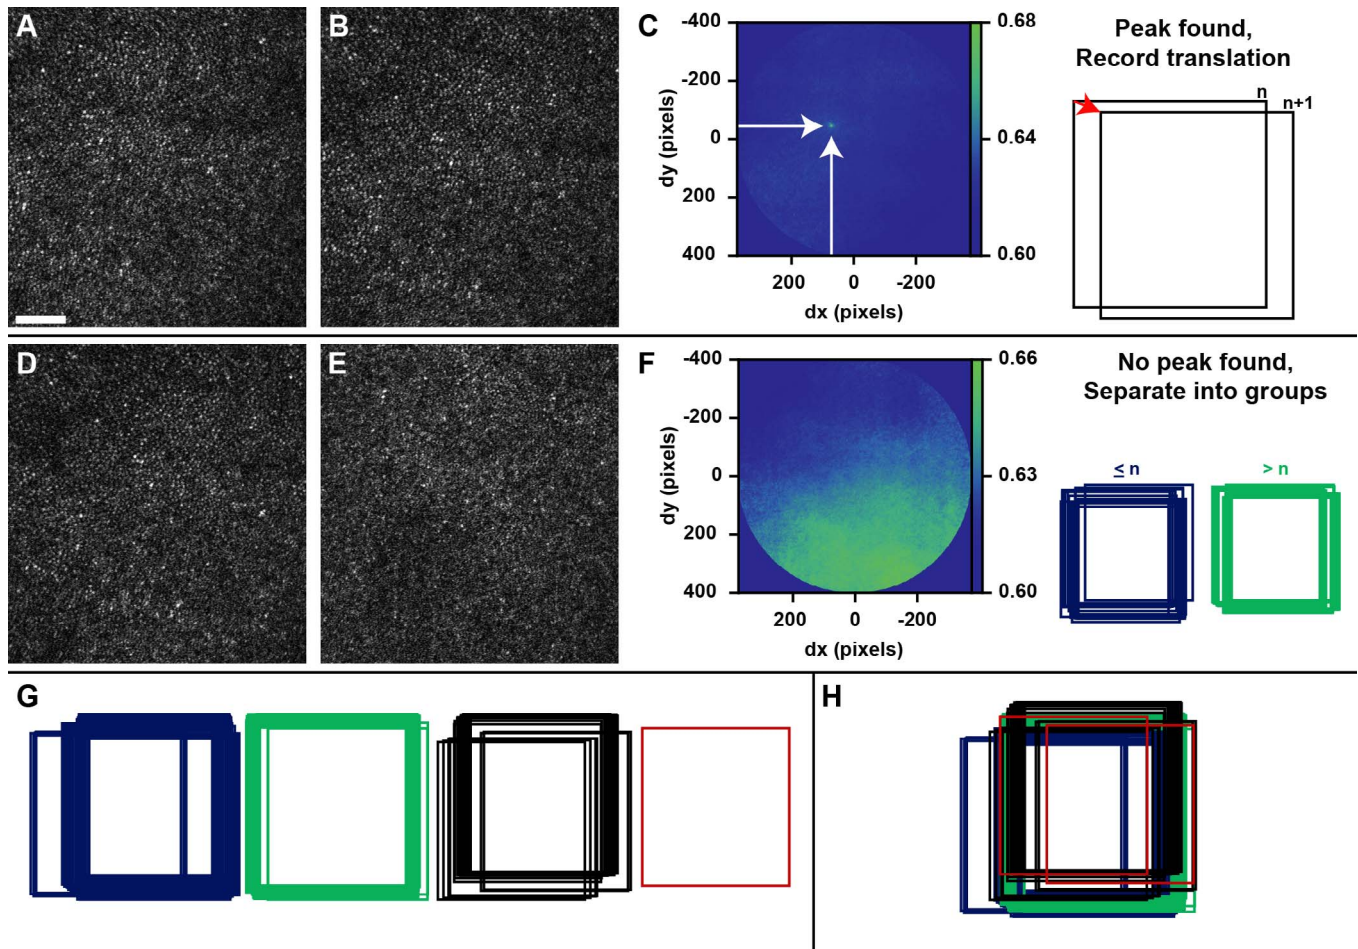 A
B
C
-400
-200
0
200
400
dy (pixels)
200
0
-200
dx (pixels)
0.68
0.64
0.60
Peak found,
Record translation
n
n+1
D
E
F
-400
-200
0
200
400
dy (pixels)
200
0
-200
dx (pixels)
0.66
0.63
0.60
No peak found,
Separate into groups
≤ n
> n
G
H